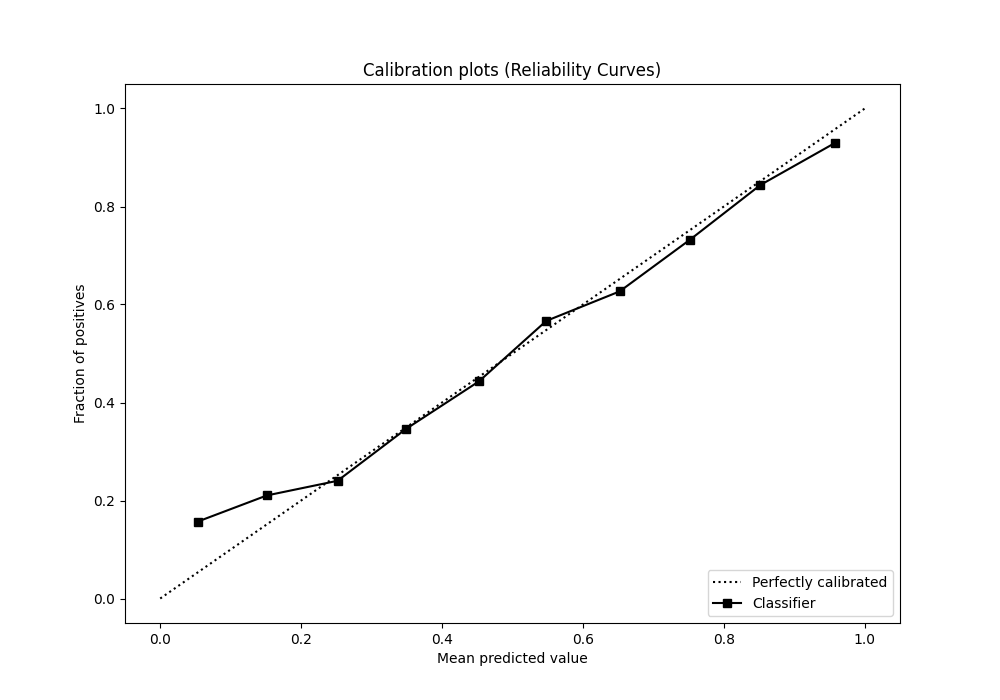 Calibration plots (Reliability Curves)
1.0
0.8
0.6
0.4
0.2
0.0
Fraction of positives
0.0 0.2 0.4 0.6 0.8 1.0
Mean predicted value
Perfectly calibrated
Classifier